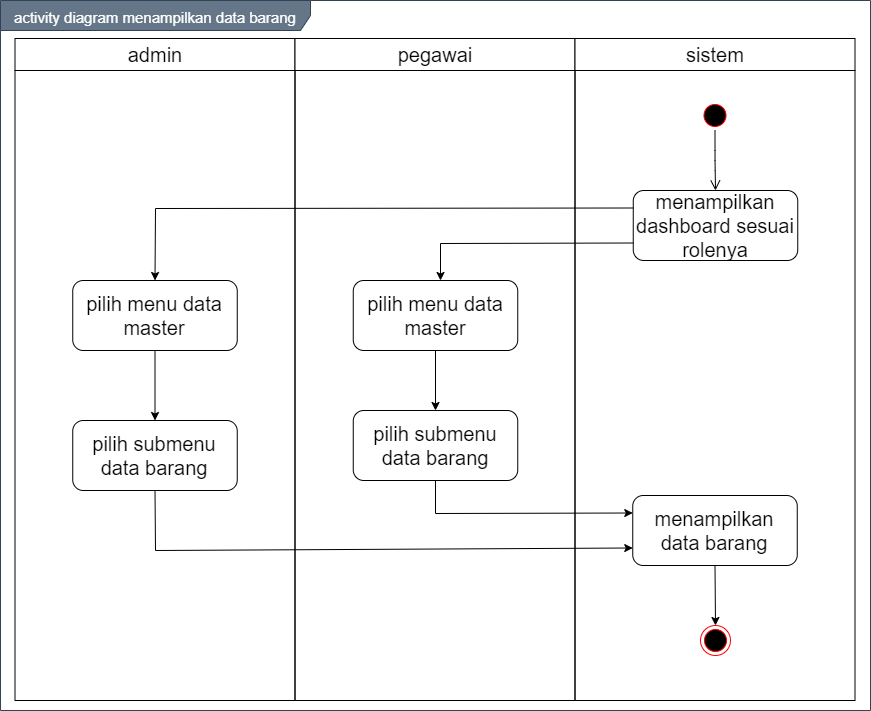 activity diagram menampilkan data barang
admin
pegawai
sistem
menampilkan
dashboard sesuai
rolenya
pilih menu data
master
pilih menu data
master
pilih submenu
data barang
pilih submenu
data barang
menampilkan
data barang